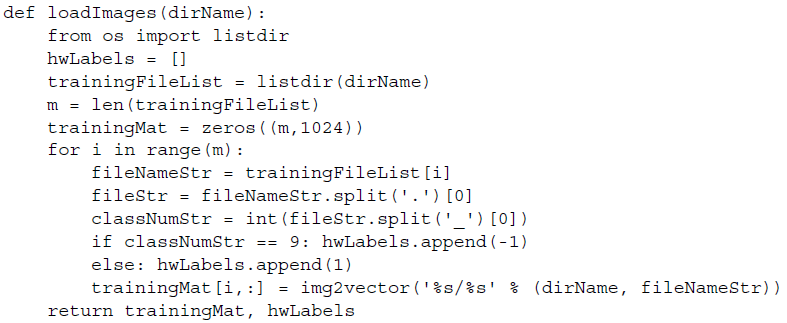 def loadImages(dirName):
    from os import listdir
    hwLabels = []
    trainingFileList = listdir(dirName)
    m = len(trainingFileList)
    trainingMat = zeros((m,1024))
    for i in range(m):
        fileNameStr = trainingFileList[i]
        fileStr = fileNameStr.split('.')[0]
        classNumStr = int(fileStr.split('_')[0])
        if classNumStr == 9: hwLabels.append(-1)
        else: hwLabels.append(1)
        trainingMat[i,:] = img2vector('%s/%s' % (dirName, fileNameStr))
    return trainingMat, hwLabels